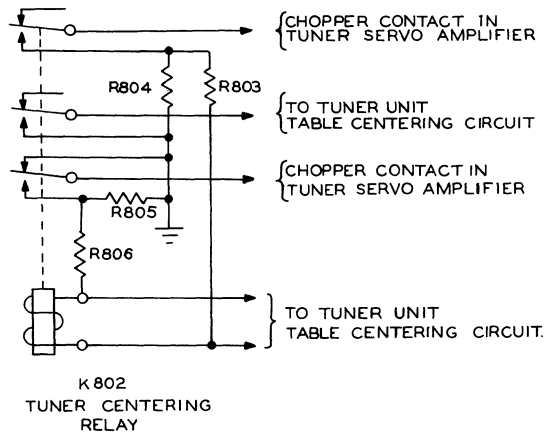 CHOPPER CONTACT IN
TUNER SERVO AMPLIFIER
R804
R803
TO TUNER UNIT
TABLE CENTERING CIRCUIT
CHOPPER CONTACT IN
TUNER SERVO AMPLIFIER
R805
R806
TO TUNER UNIT
TABLE CENTERING CIRCUIT.
K802
TUNER CENTERING
RELAY